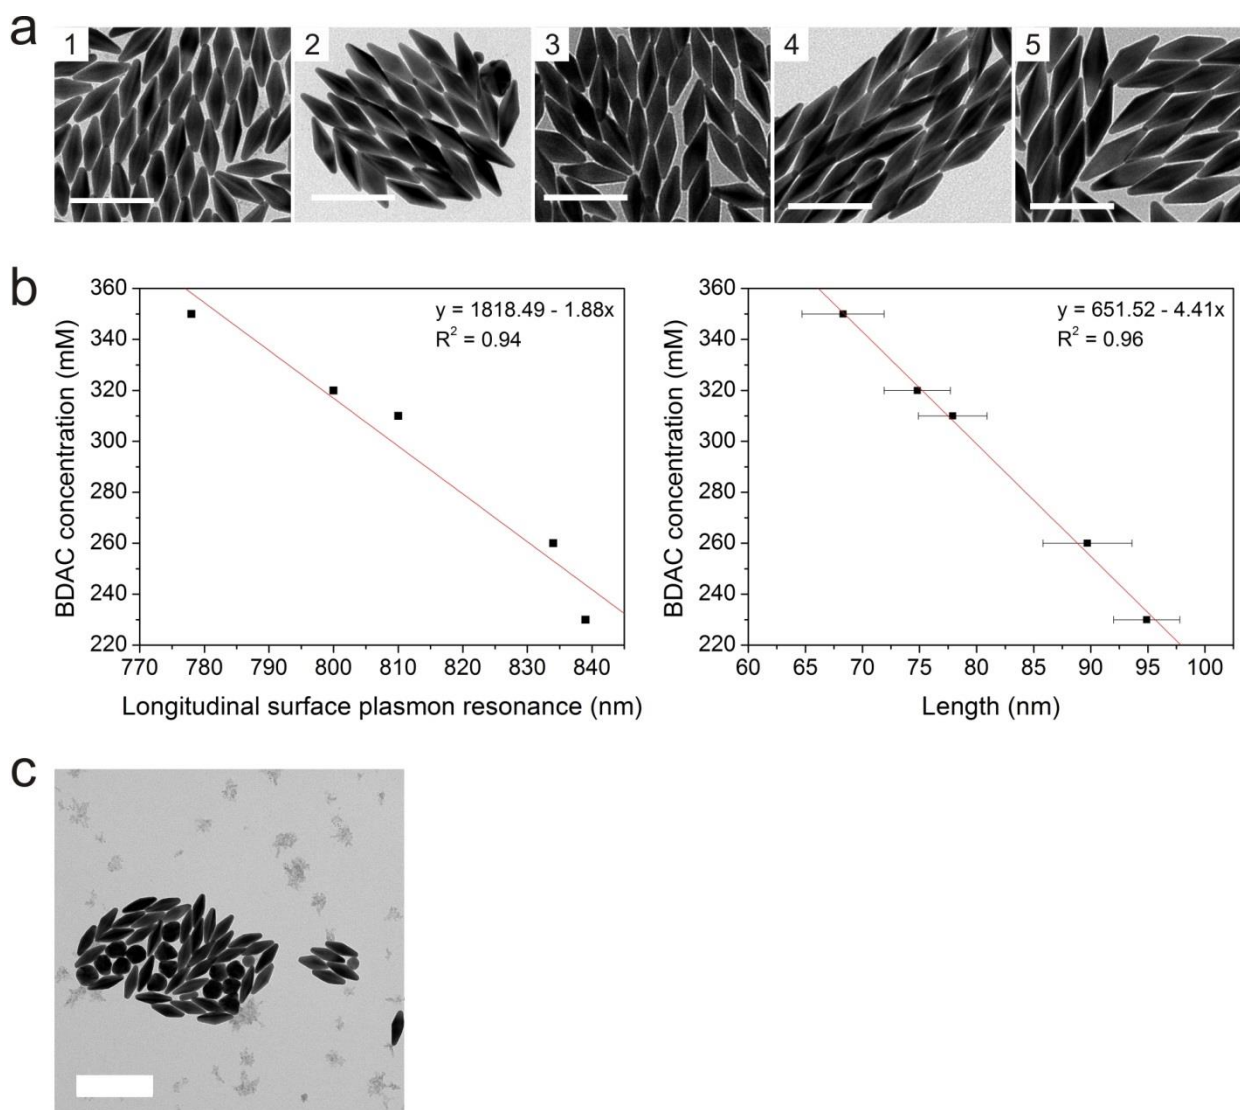 a
1 2 3 4 5
b
360
340
320
300
280
260
240
220
BDAC concentration (mM)
y = 1818.49 - 1.88x
R² = 0.94
770 780 790 800 810 820 830 840
Longitudinal surface plasmon resonance (nm)
360
340
320
300
280
260
240
220
BDAC concentration (mM)
y = 651.52 - 4.41x
R² = 0.96
60 65 70 75 80 85 90 95 100
Length (nm)
c